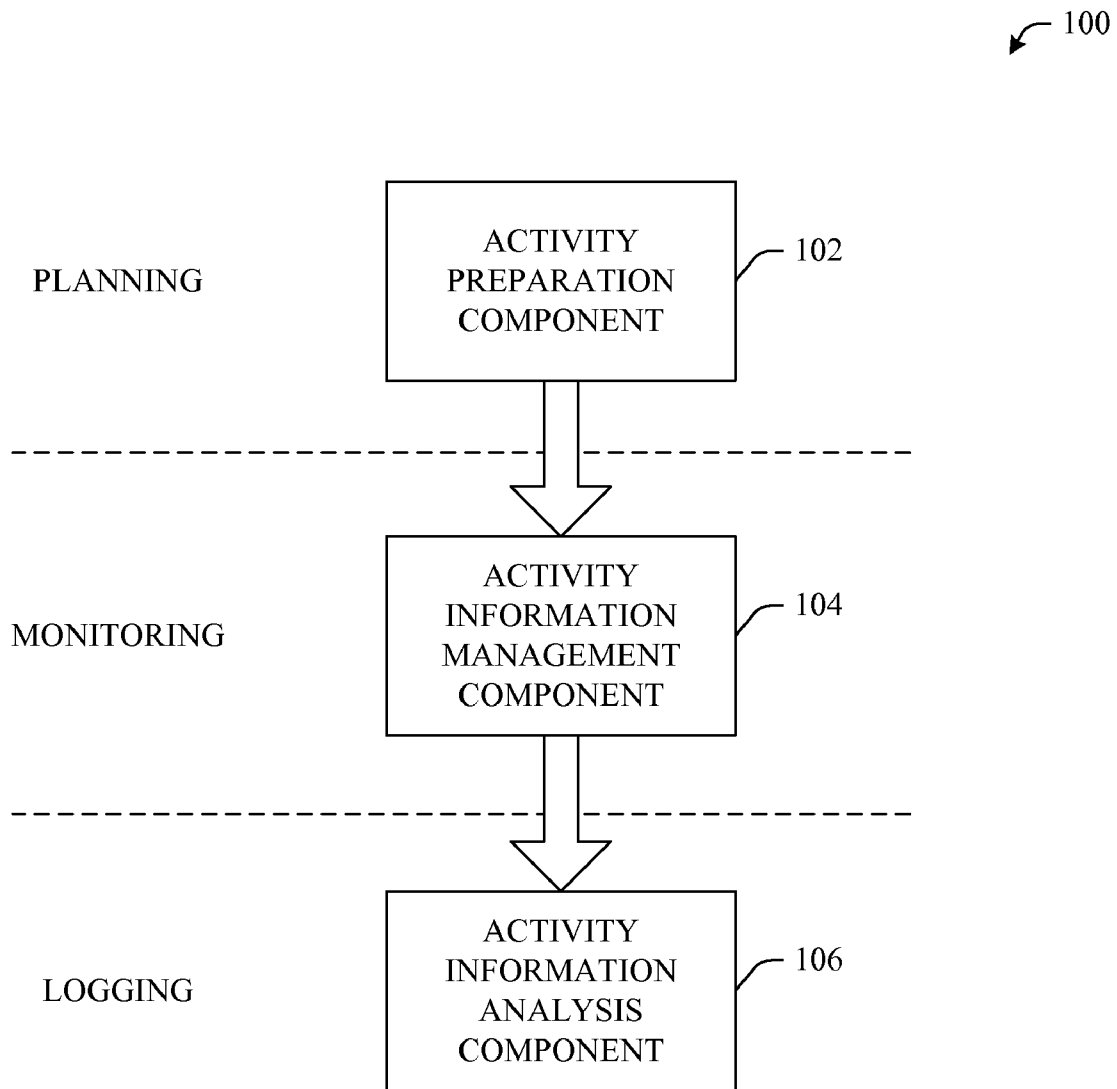 100
ACTIVITY
PREPARATION
COMPONENT
102
PLANNING
ACTIVITY
INFORMATION
MANAGEMENT
COMPONENT
104
MONITORING
ACTIVITY
INFORMATION
ANALYSIS
COMPONENT
106
LOGGING